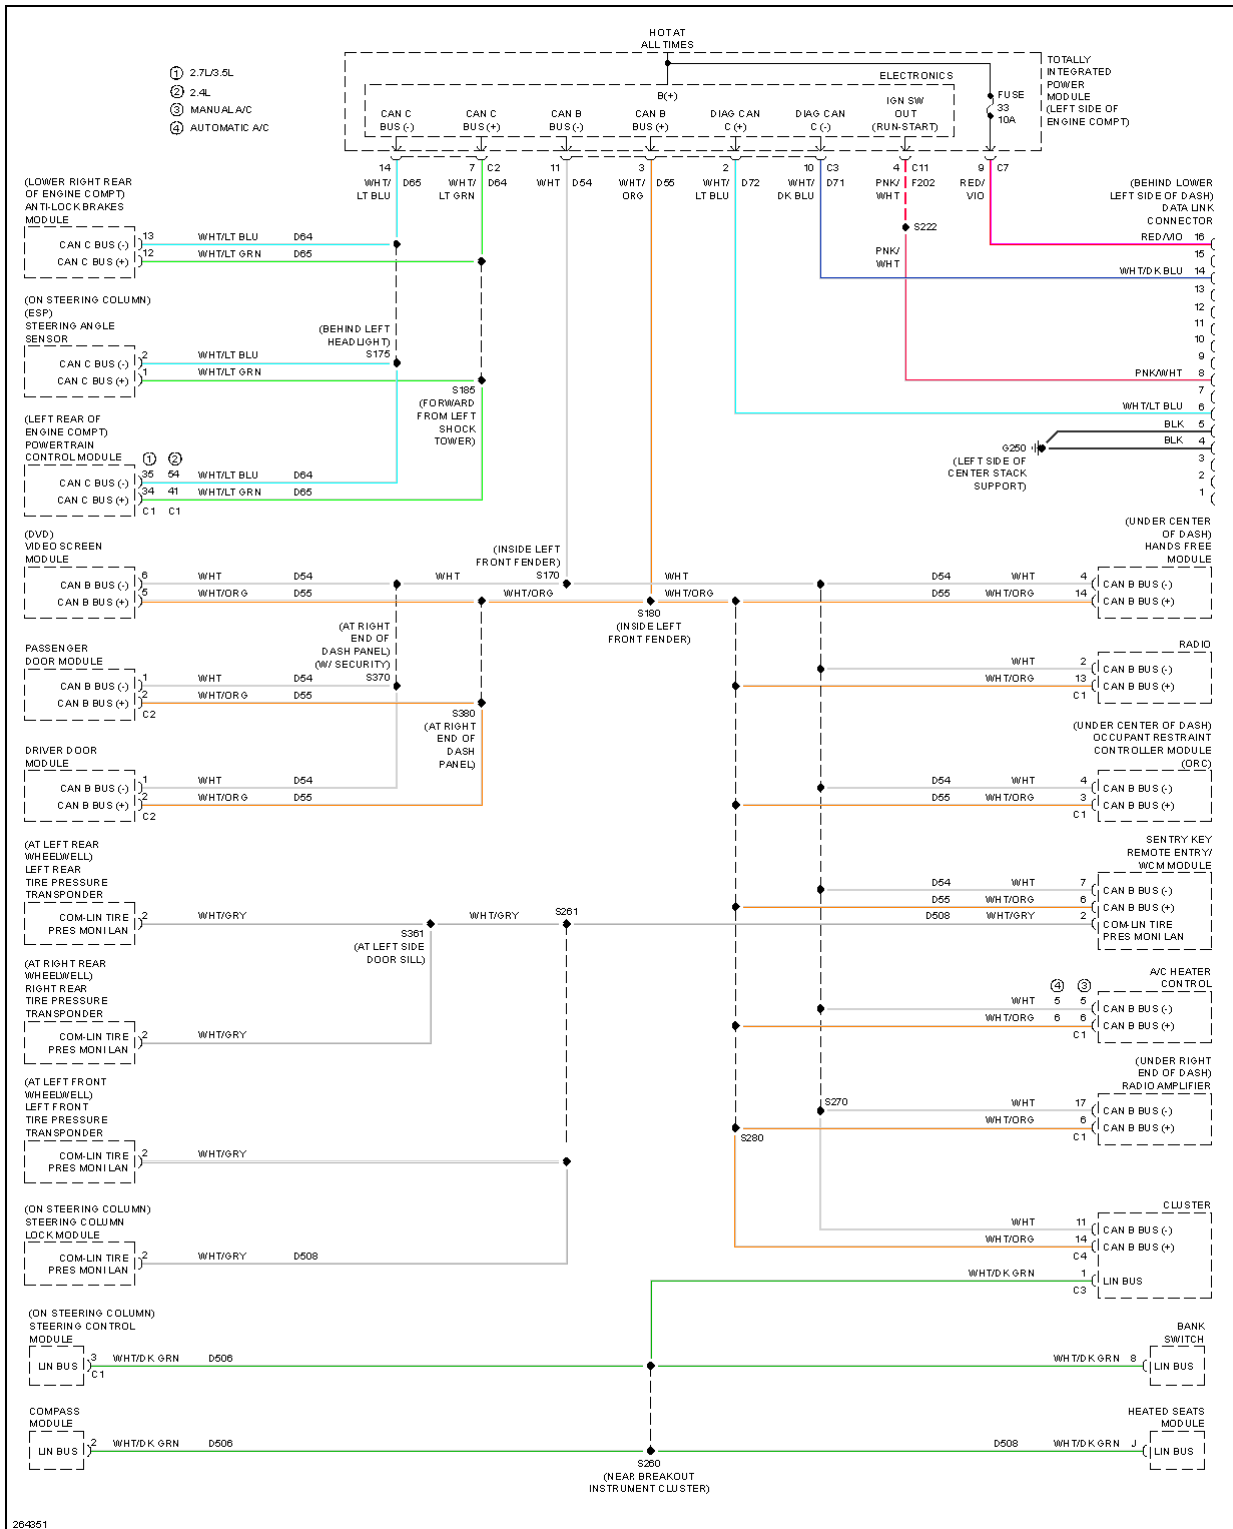 HOT AT
ALL TIMES
① 2.7L/3.5L
② 2.4L
③ MANUAL A/C
④ AUTOMATIC A/C
ELECTRONICS
B(+)
CAN C
BUS (-)
CAN C
BUS (+)
CAN B
BUS (-)
CAN B
BUS (+)
DIAG CAN
C (+)
DIAG CAN
C (-)
IGN SW
OUT
(RUN-START)
FUSE
33
10A
TOTALLY
INTEGRATED
POWER
MODULE
(LEFT SIDE OF
ENGINE COMPT)
14
7 C2
11
3
2
10 C3
4 C11
9 C7
WHT/
LT BLU
D65
WHT/
LT GRN
D64
WHT D54
WHT/
ORG
D55
WHT/
LT BLU
D72
WHT/
DK BLU
D71
PNK/
WHT
F202
RED/
VIO
S222
PNK/
WHT
(BEHIND LOWER
LEFT SIDE OF DASH)
DATA LINK
CONNECTOR
RED/VIO 16
15
WHT/DK BLU 14
13
12
11
10
9
PNK/WHT 8
7
WHT/LT BLU 6
BLK 5
BLK 4
3
2
1
G250
(LEFT SIDE OF
CENTER STACK
SUPPORT)
(LOWER RIGHT REAR
OF ENGINE COMPT)
ANTI-LOCK BRAKES
MODULE
CAN C BUS (-) 13 WHT/LT BLU D64
CAN C BUS (+) 12 WHT/LT GRN D65
(ON STEERING COLUMN)
(ESP)
STEERING ANGLE
SENSOR
CAN C BUS (-) 2 WHT/LT BLU
CAN C BUS (+) 1 WHT/LT GRN
(BEHIND LEFT
HEADLIGHT)
S175
S185
(FORWARD
FROM LEFT
SHOCK
TOWER)
(LEFT REAR OF
ENGINE COMPT)
POWERTRAIN
CONTROL MODULE ① ②
CAN C BUS (-) 35 54 WHT/LT BLU D64
CAN C BUS (+) 34 41 WHT/LT GRN D65
C1 C1
(DVD)
VIDEO SCREEN
MODULE
CAN B BUS (-) 6 WHT D54 WHT
CAN B BUS (+) 5 WHT/ORG D55 WHT/ORG
(INSIDE LEFT
FRONT FENDER)
S170
S180
(INSIDE LEFT
FRONT FENDER)
(UNDER CENTER
OF DASH)
HANDS FREE
MODULE
WHT D54 WHT 4 CAN B BUS (-)
WHT/ORG D55 WHT/ORG 14 CAN B BUS (+)
(AT RIGHT
END OF
DASH PANEL)
(W/ SECURITY)
S370
PASSENGER
DOOR MODULE
CAN B BUS (-) 1 WHT D54
CAN B BUS (+) 2 WHT/ORG D55
C2
S380
(AT RIGHT
END OF
DASH
PANEL)
RADIO
WHT 2 CAN B BUS (-)
WHT/ORG 13 CAN B BUS (+)
C1
DRIVER DOOR
MODULE
CAN B BUS (-) 1 WHT D54
CAN B BUS (+) 2 WHT/ORG D55
C2
(UNDER CENTER OF DASH)
OCCUPANT RESTRAINT
CONTROLLER MODULE
(ORC)
D54 WHT 4 CAN B BUS (-)
D55 WHT/ORG 3 CAN B BUS (+)
C1
(AT LEFT REAR
WHEELWELL)
LEFT REAR
TIRE PRESSURE
TRANSPONDER
COM-LIN TIRE
PRES MONI LAN
2 WHT/GRY
WHT/GRY
S361
(AT LEFT SIDE
DOOR SILL)
S261
SENTRY KEY
REMOTE ENTRY/
WCM MODULE
D54 WHT 7 CAN B BUS (-)
D55 WHT/ORG 6 CAN B BUS (+)
D508 WHT/GRY 2 COM-LIN TIRE
PRES MONI LAN
(AT RIGHT REAR
WHEELWELL)
RIGHT REAR
TIRE PRESSURE
TRANSPONDER
COM-LIN TIRE
PRES MONI LAN
2 WHT/GRY
A/C HEATER
CONTROL
④ ③
WHT 5 5 CAN B BUS (-)
WHT/ORG 6 6 CAN B BUS (+)
C1
(AT LEFT FRONT
WHEELWELL)
LEFT FRONT
TIRE PRESSURE
TRANSPONDER
COM-LIN TIRE
PRES MONI LAN
2 WHT/GRY
(UNDER RIGHT
END OF DASH)
RADIO AMPLIFIER
S270
WHT 17 CAN B BUS (-)
WHT/ORG 6 CAN B BUS (+)
C1
S280
(ON STEERING COLUMN)
STEERING COLUMN
LOCK MODULE
COM-LIN TIRE
PRES MONI LAN
2 WHT/GRY D508
CLUSTER
WHT 11 CAN B BUS (-)
WHT/ORG 14 CAN B BUS (+)
C4
WHT/DK GRN 1 LIN BUS
C3
(ON STEERING COLUMN)
STEERING CONTROL
MODULE
LIN BUS 3 WHT/DK GRN D506
C1
BANK
SWITCH
WHT/DK GRN 8 LIN BUS
COMPASS
MODULE
LIN BUS 2 WHT/DK GRN D506
HEATED SEATS
MODULE
D508 WHT/DK GRN J LIN BUS
S260
(NEAR BREAKOUT
INSTRUMENT CLUSTER)
264351